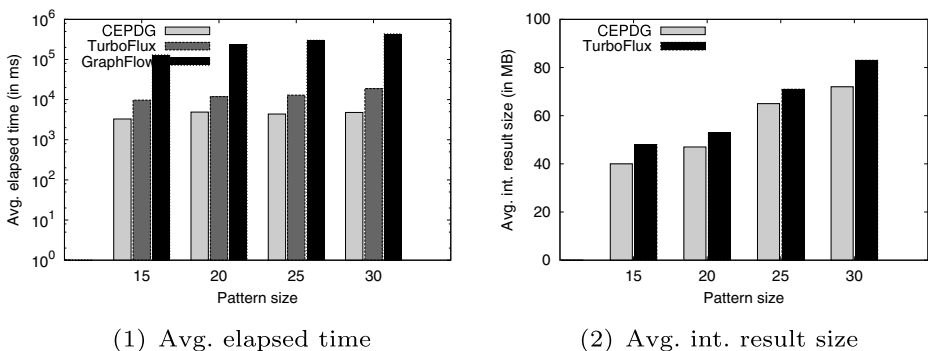 10^6
10^5
10^4
10^3
10^2
10^1
10^0
Avg. elapsed time (in ms)
CEPDG
TurboFlux
GraphFlow
15 20 25 30
Pattern size
(1) Avg. elapsed time
100
80
60
40
20
0
Avg. int. result size (in MB)
CEPDG
TurboFlux
15 20 25 30
Pattern size
(2) Avg. int. result size